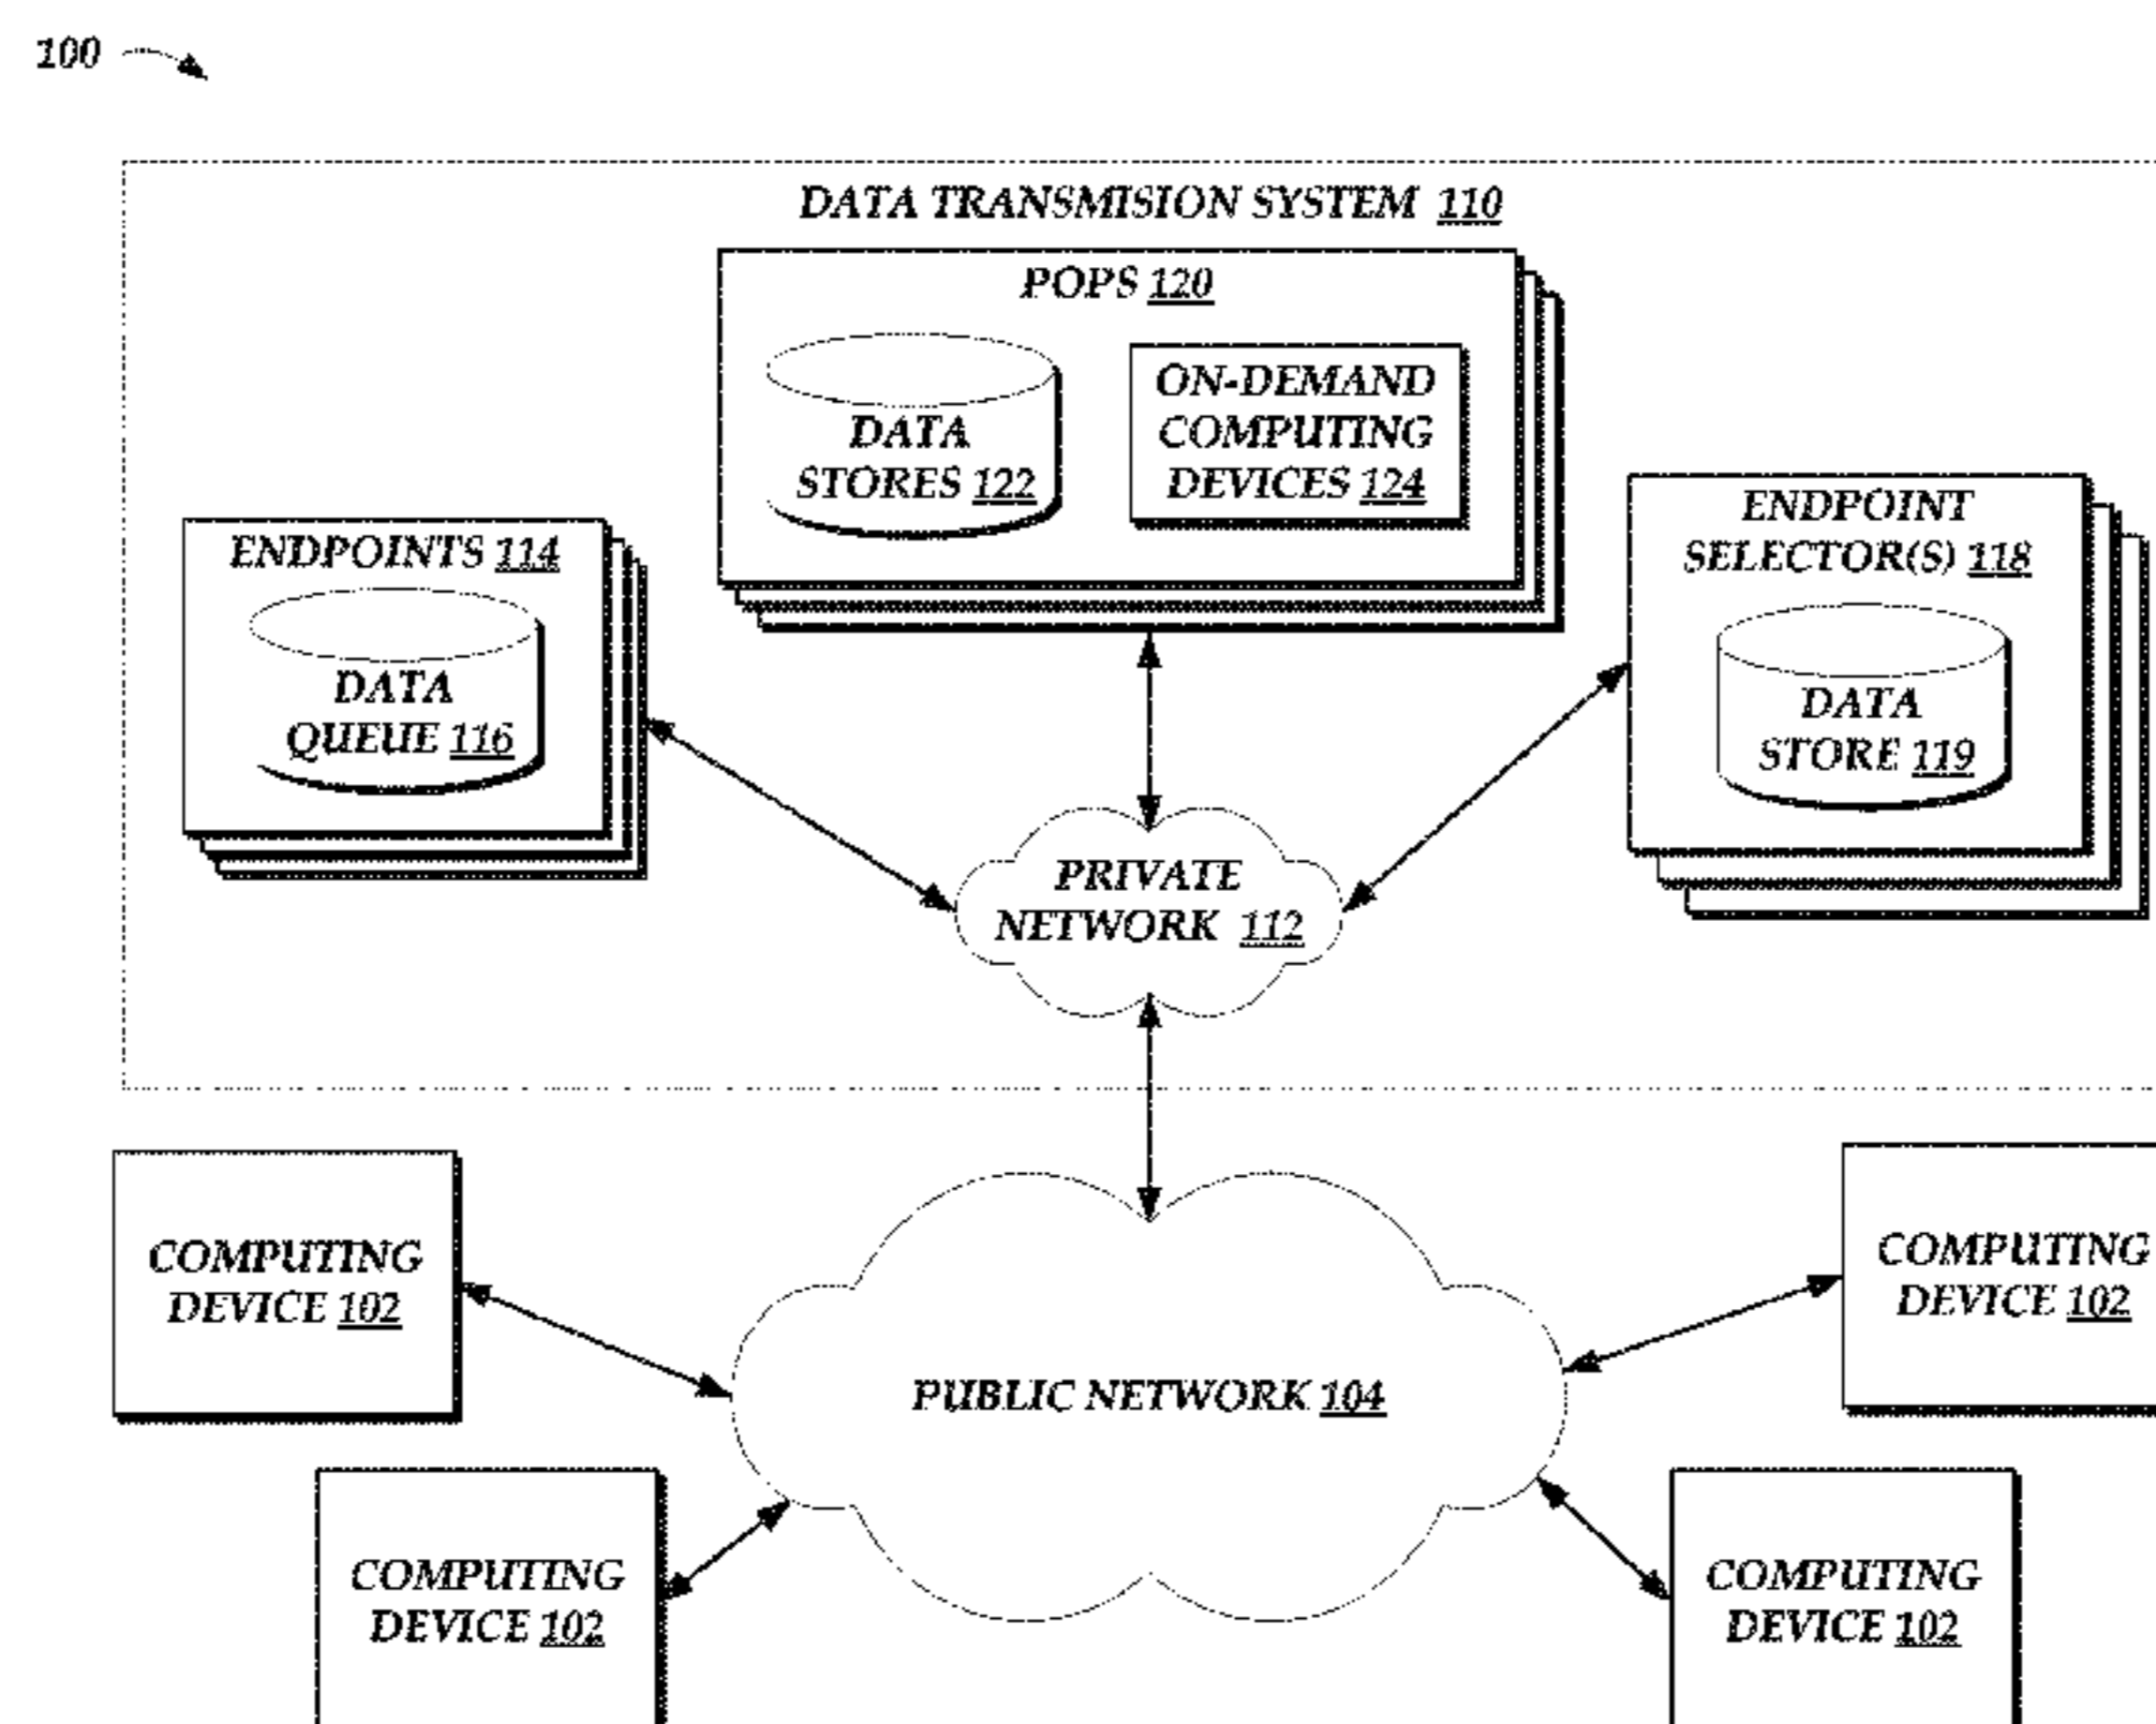 100
DATA TRANSMISION SYSTEM 110
POPS 120
DATA
STORES 122
ON-DEMAND
COMPUTING
DEVICES 124
ENDPOINTS 114
DATA
QUEUE 116
ENDPOINT
SELECTOR(S) 118
DATA
STORE 119
PRIVATE
NETWORK 112
COMPUTING
DEVICE 102
COMPUTING
DEVICE 102
PUBLIC NETWORK 104
COMPUTING
DEVICE 102
COMPUTING
DEVICE 102